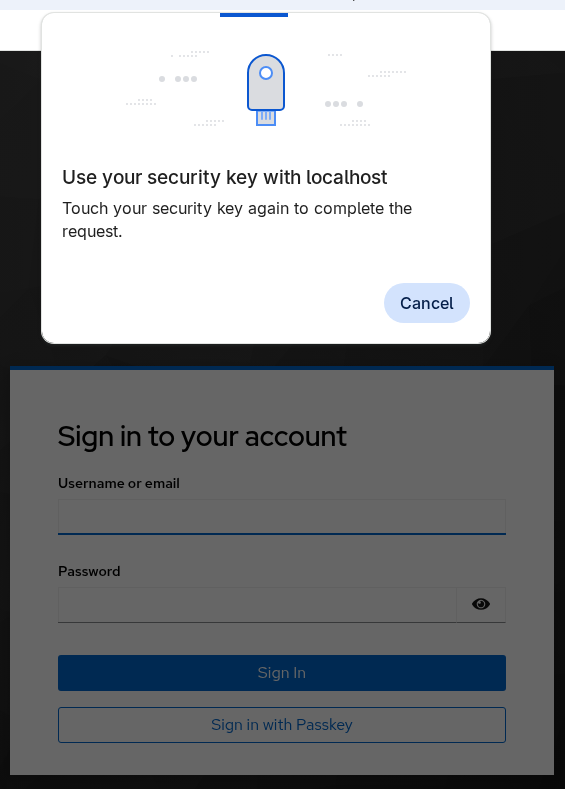 Use your security key with localhost
Touch your security key again to complete the
request.
Cancel
Sign in to your account
Username or email
Password
Sign In
Sign in with Passkey